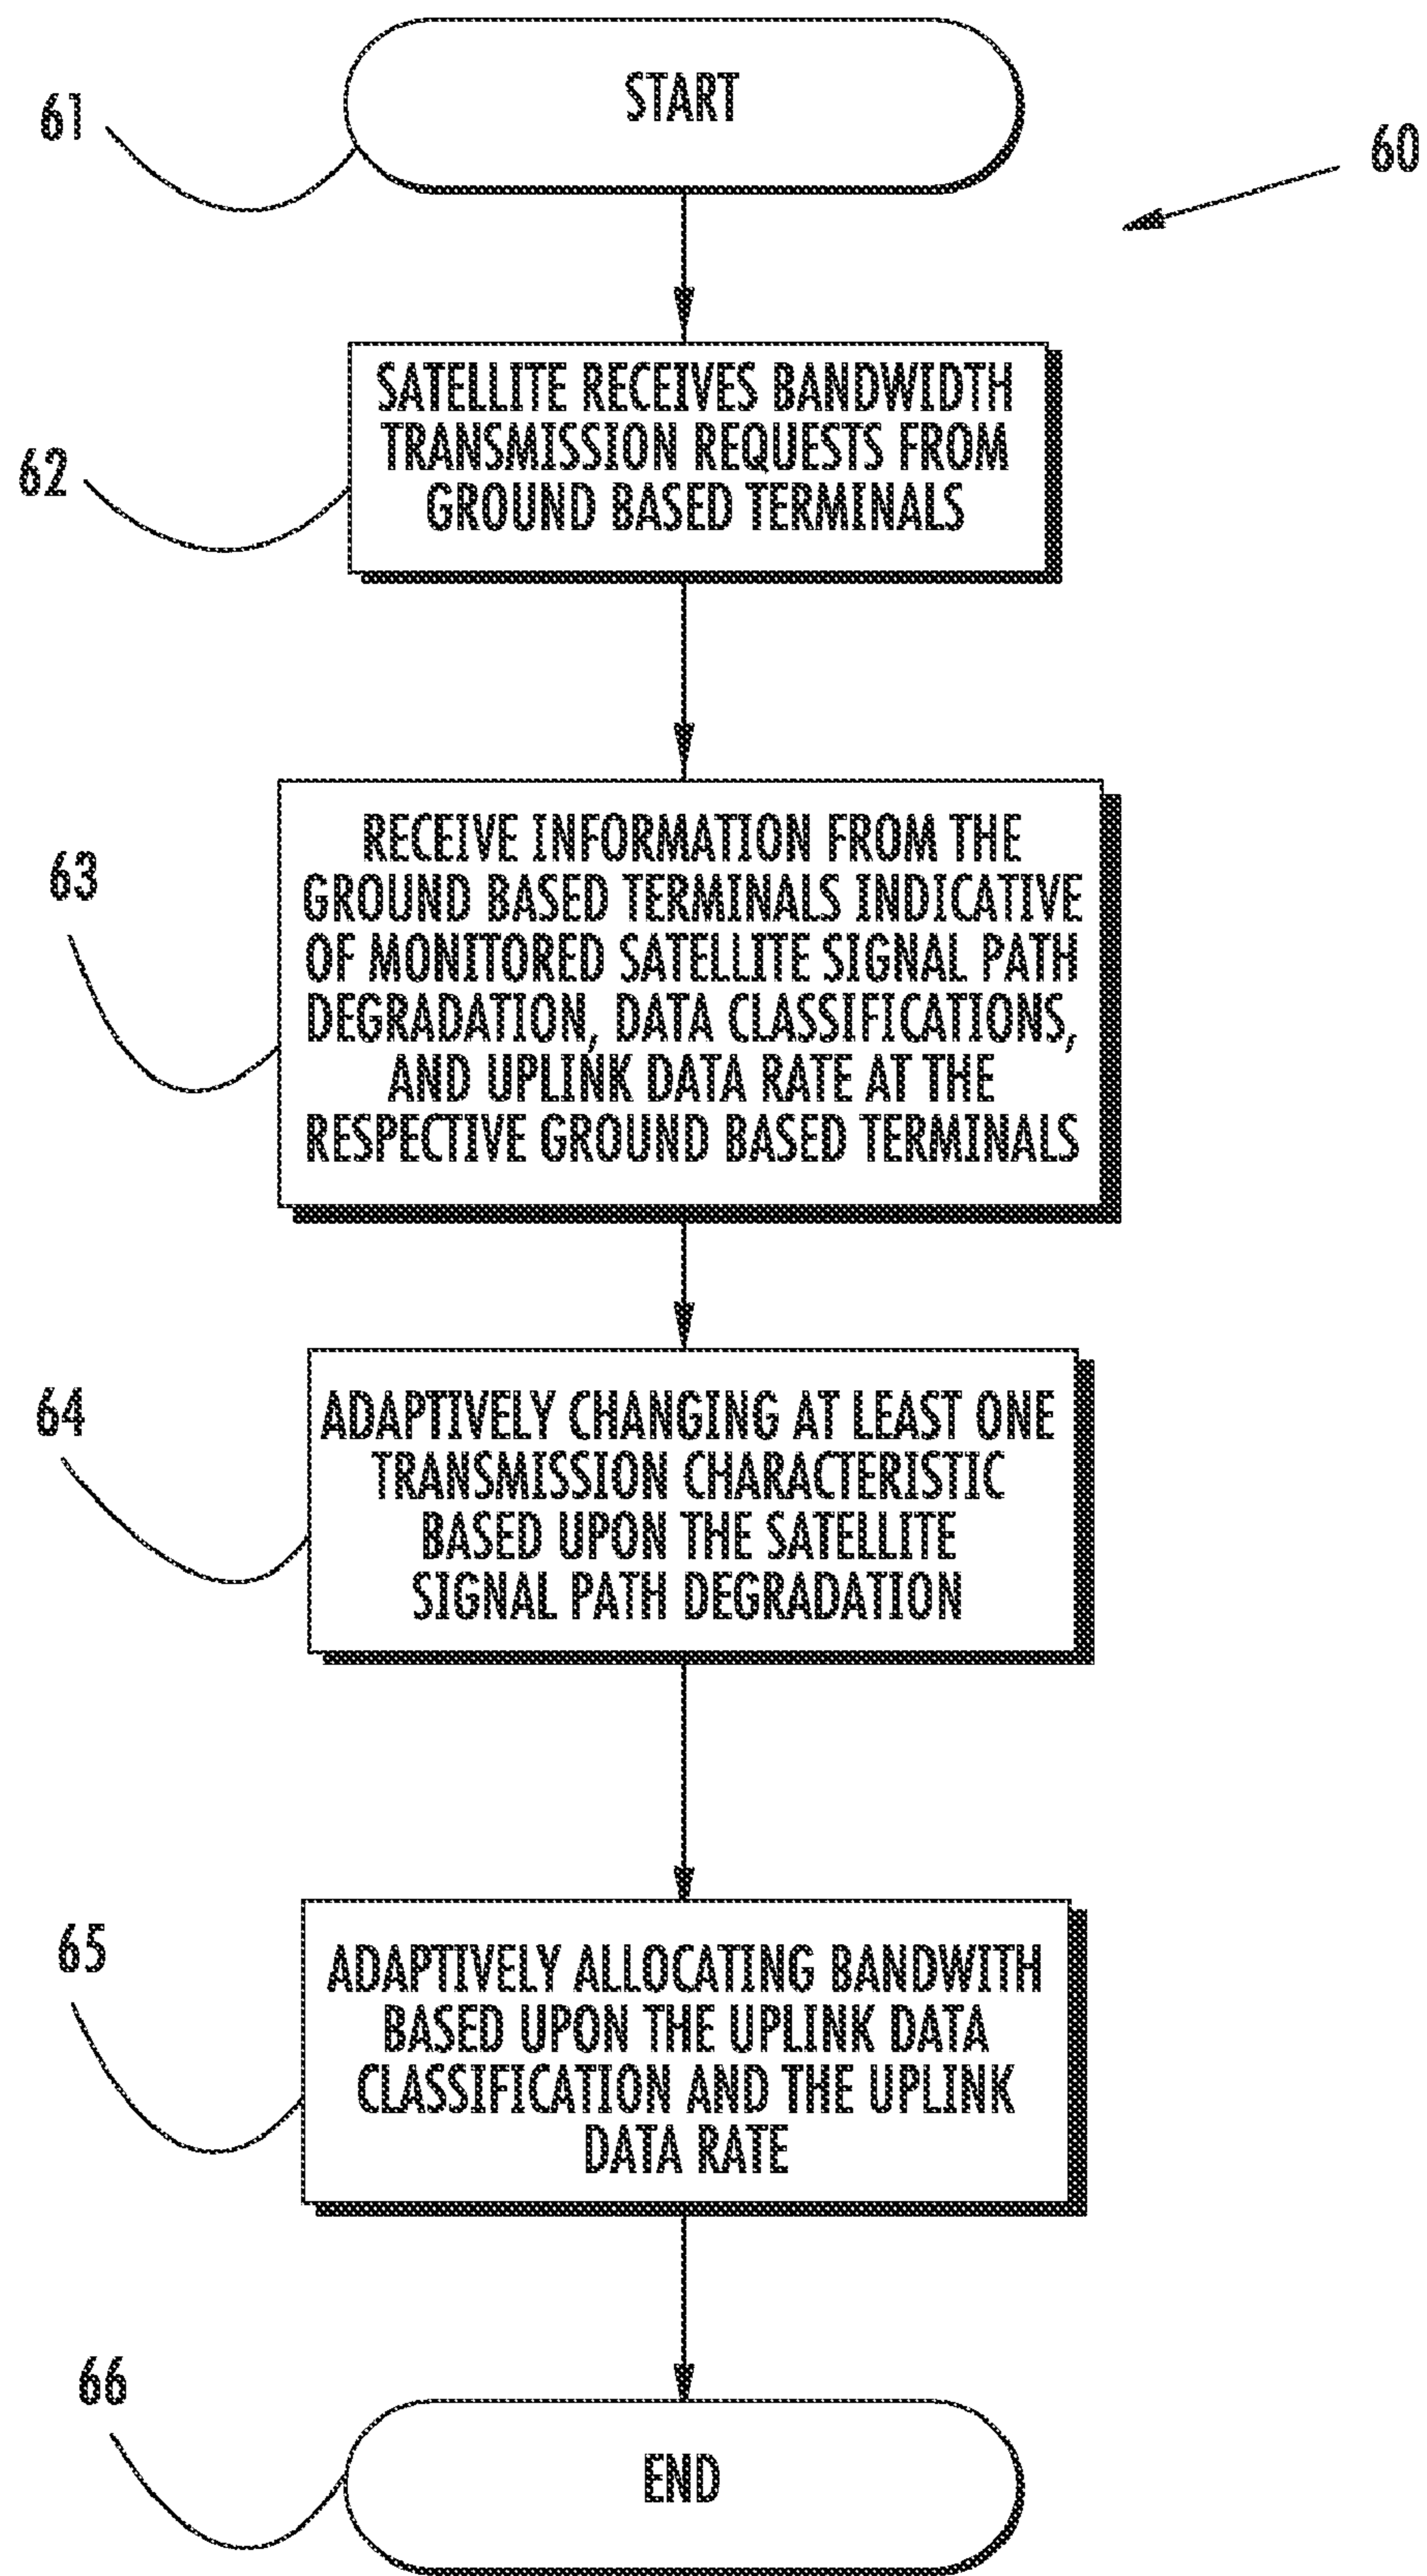 61
START
60
62
SATELLITE RECEIVES BANDWIDTH
TRANSMISSION REQUESTS FROM
GROUND BASED TERMINALS
63
RECEIVE INFORMATION FROM THE
GROUND BASED TERMINALS INDICATIVE
OF MONITORED SATELLITE SIGNAL PATH
DEGRADATION, DATA CLASSIFICATIONS,
AND UPLINK DATA RATE AT THE
RESPECTIVE GROUND BASED TERMINALS
64
ADAPTIVELY CHANGING AT LEAST ONE
TRANSMISSION CHARACTERISTIC
BASED UPON THE SATELLITE
SIGNAL PATH DEGRADATION
65
ADAPTIVELY ALLOCATING BANDWITH
BASED UPON THE UPLINK DATA
CLASSIFICATION AND THE UPLINK
DATA RATE
66
END